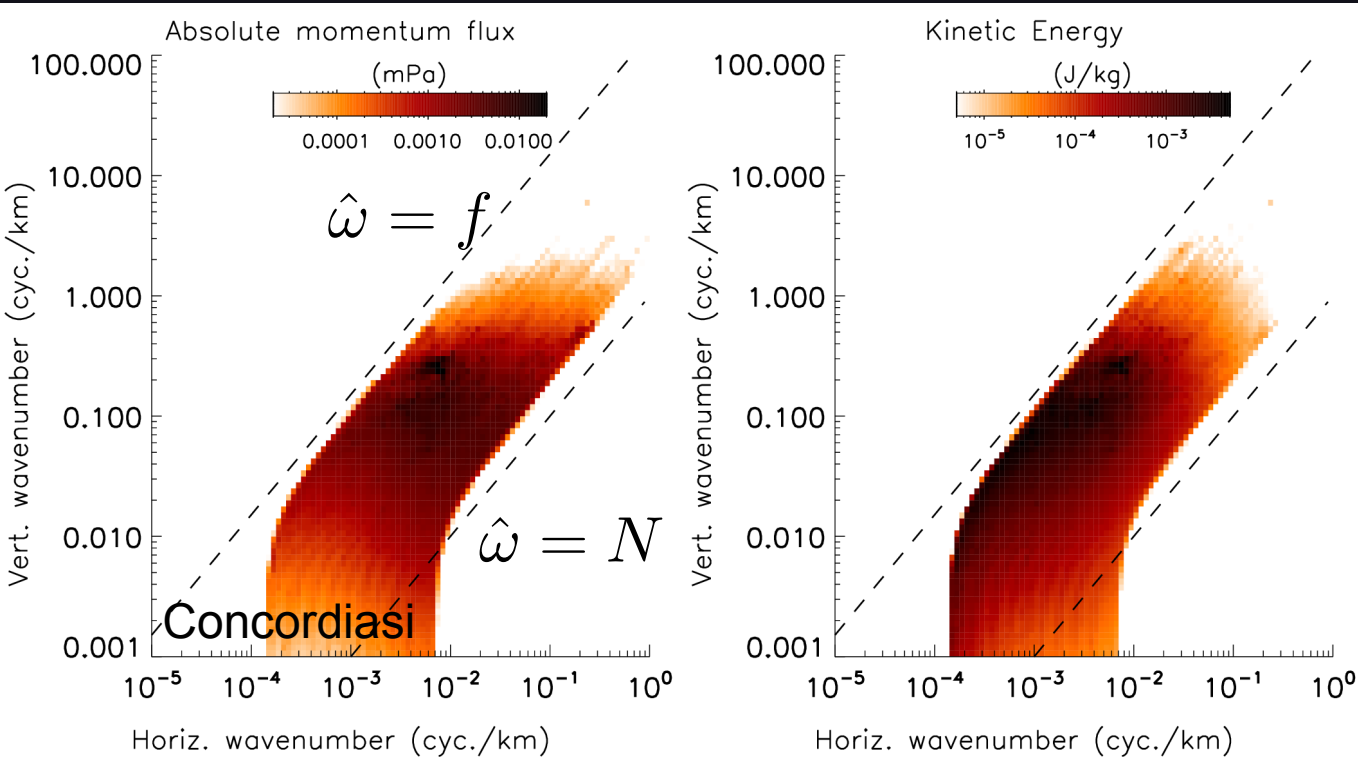 Absolute momentum flux
(mPa)
0.0001 0.0010 0.0100
100.000
10.000
1.000
0.100
0.010
0.001
Vert. wavenumber (cyc./km)
ω̂ = f
ω̂ = N
Concordiasi
10⁻⁵ 10⁻⁴ 10⁻³ 10⁻² 10⁻¹ 10⁰
Horiz. wavenumber (cyc./km)
Kinetic Energy
(J/kg)
10⁻⁵ 10⁻⁴ 10⁻³
100.000
10.000
1.000
0.100
0.010
0.001
Vert. wavenumber (cyc./km)
10⁻⁵ 10⁻⁴ 10⁻³ 10⁻² 10⁻¹ 10⁰
Horiz. wavenumber (cyc./km)